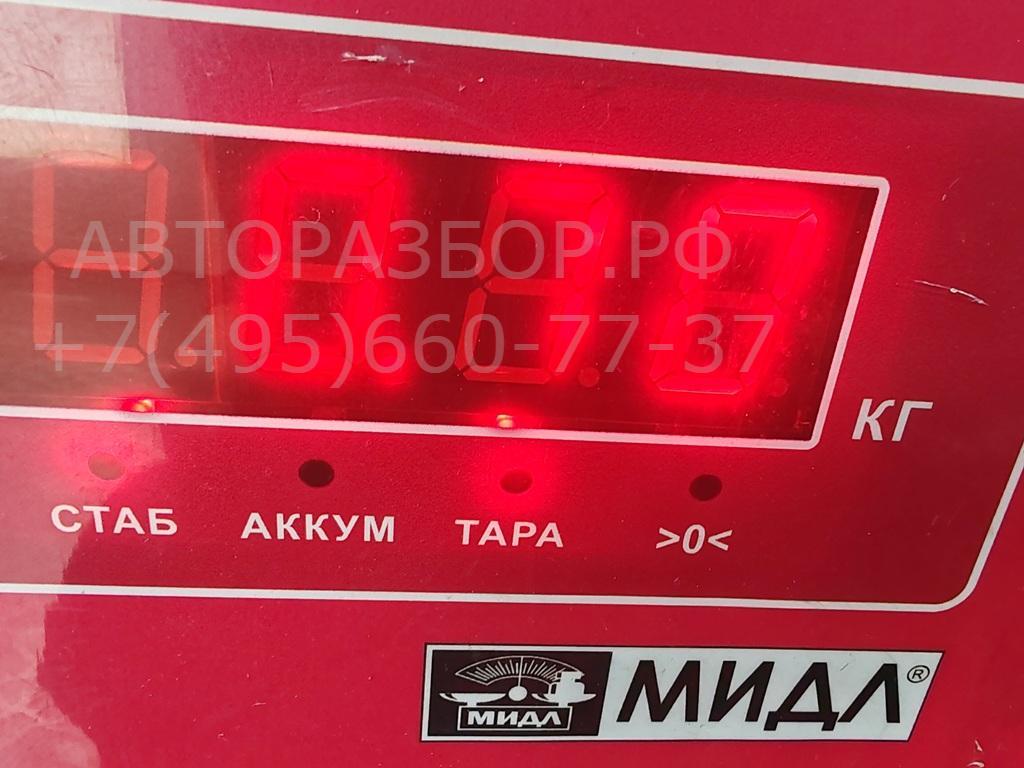 АВТОРАЗБОР.РФ
+7(495)660-77-37
КГ
СТАБ АККУМ ТАРА >0<
МИДЛ МИДЛ®